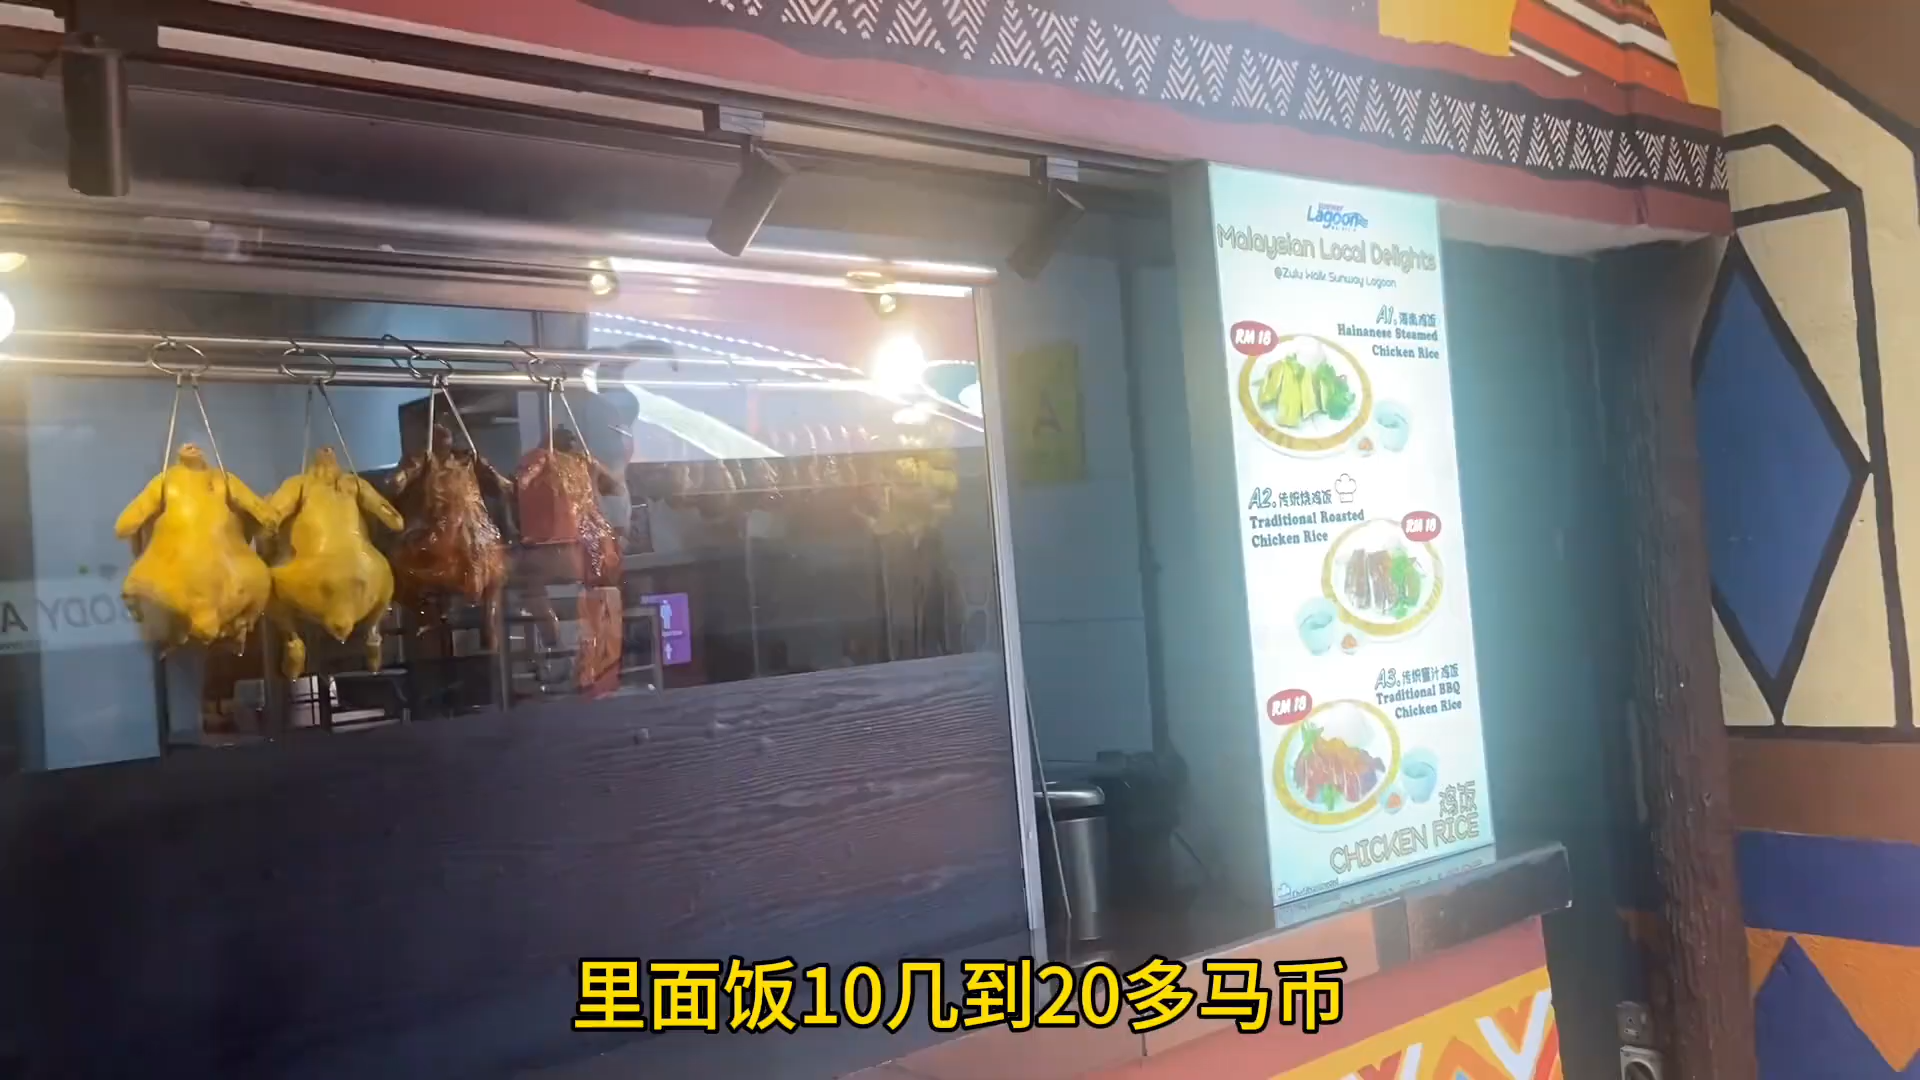 Lagoon
Malaysian Local Delights
@Zulu Walk Sunway Lagoon
A1.海南鸡饭
Hainanese Steamed
Chicken Rice
RM 18
A
A2.传统烧鸡饭
Traditional Roasted
Chicken Rice
RM 18
BODY A
A3.传统蜜汁鸡饭
Traditional BBQ
Chicken Rice
RM 18
鸡饭
CHICKEN RICE
里面饭10几到20多马币